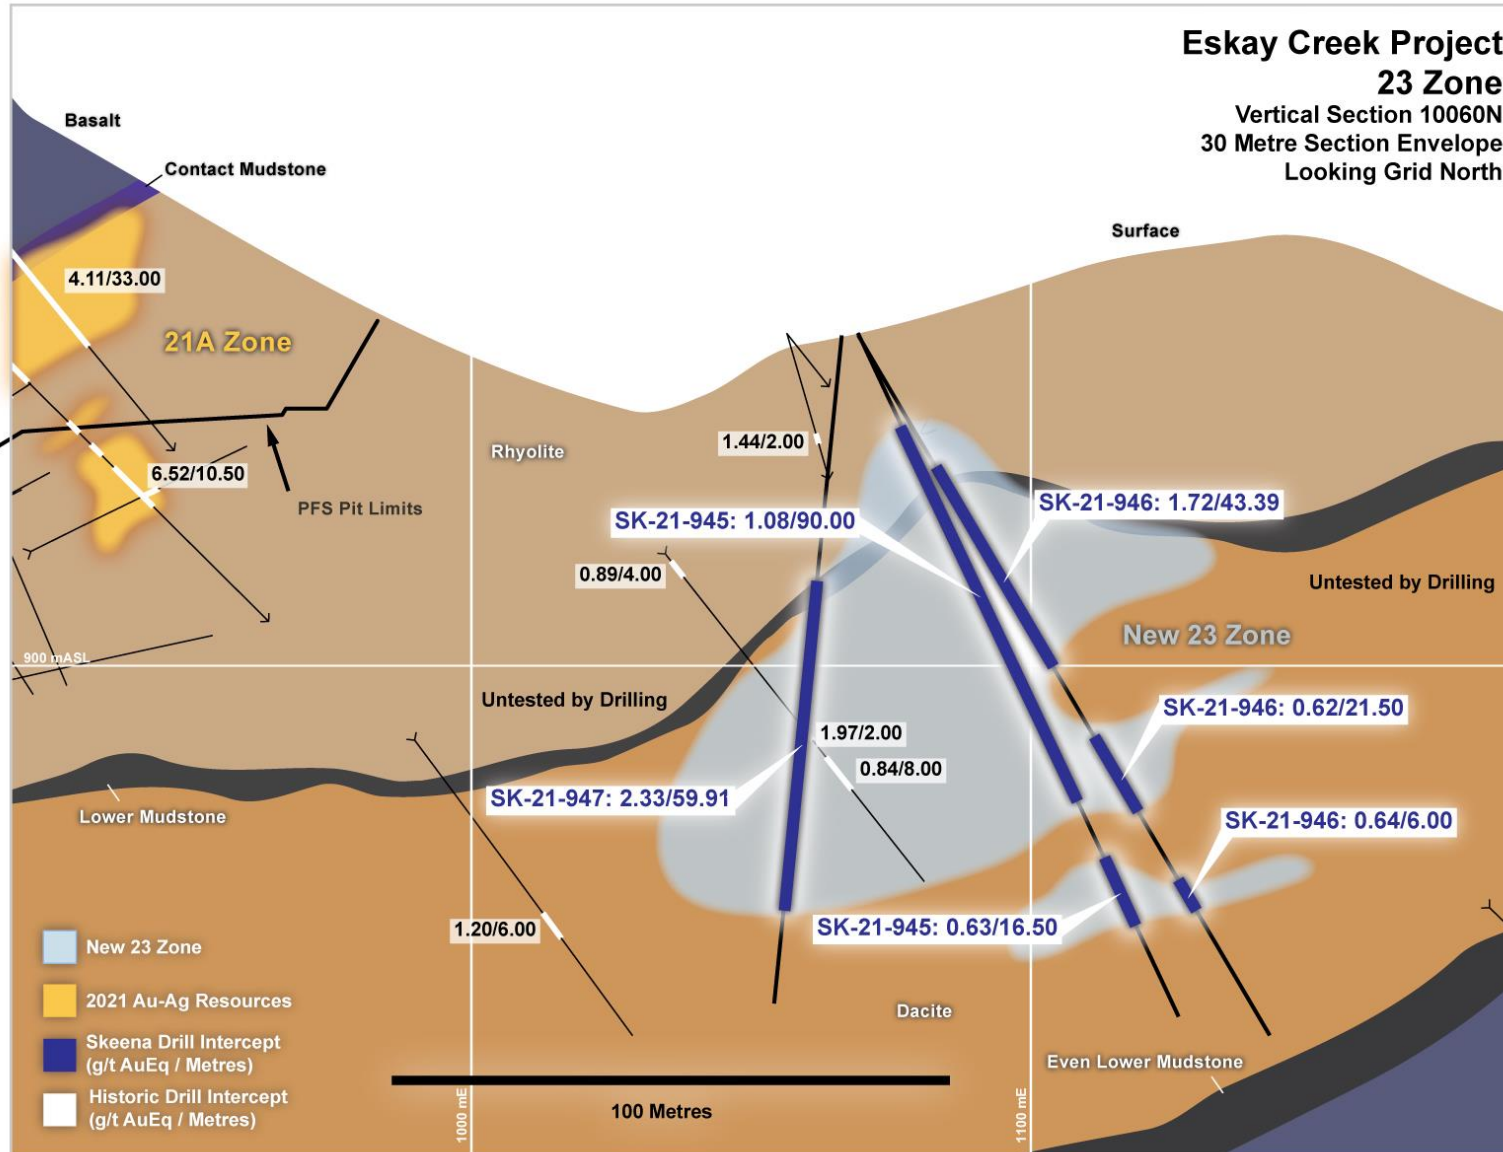 Eskay Creek Project
23 Zone
Vertical Section 10060N
30 Metre Section Envelope
Looking Grid North
Basalt
Contact Mudstone
Surface
4.11/33.00
21A Zone
1.44/2.00
Rhyolite
6.52/10.50
PFS Pit Limits
SK-21-945: 1.08/90.00
SK-21-946: 1.72/43.39
0.89/4.00
Untested by Drilling
New 23 Zone
900 mASL
Untested by Drilling
SK-21-946: 0.62/21.50
1.97/2.00
0.84/8.00
SK-21-947: 2.33/59.91
Lower Mudstone
SK-21-946: 0.64/6.00
1.20/6.00
SK-21-945: 0.63/16.50
New 23 Zone
2021 Au-Ag Resources
Dacite
Skeena Drill Intercept
(g/t AuEq / Metres)
Even Lower Mudstone
Historic Drill Intercept
(g/t AuEq / Metres)
100 Metres
1000 mE
1100 mE